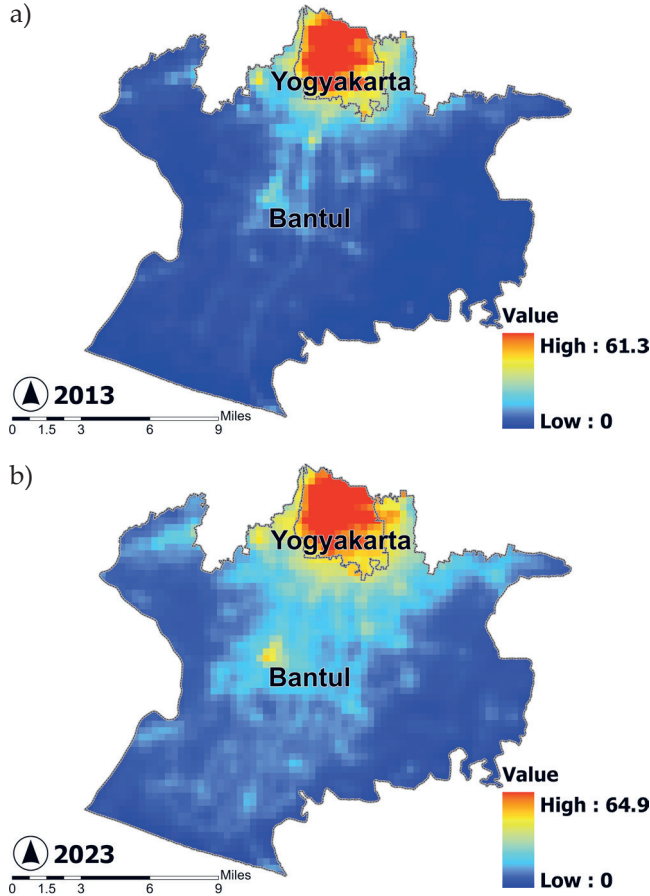 a)
Yogyakarta
Bantul
Value
High : 61.3
Low : 0
2013
Miles
0 1.5 3 6 9
b)
Yogyakarta
Bantul
Value
High : 64.9
Low : 0
2023
Miles
0 1.5 3 6 9